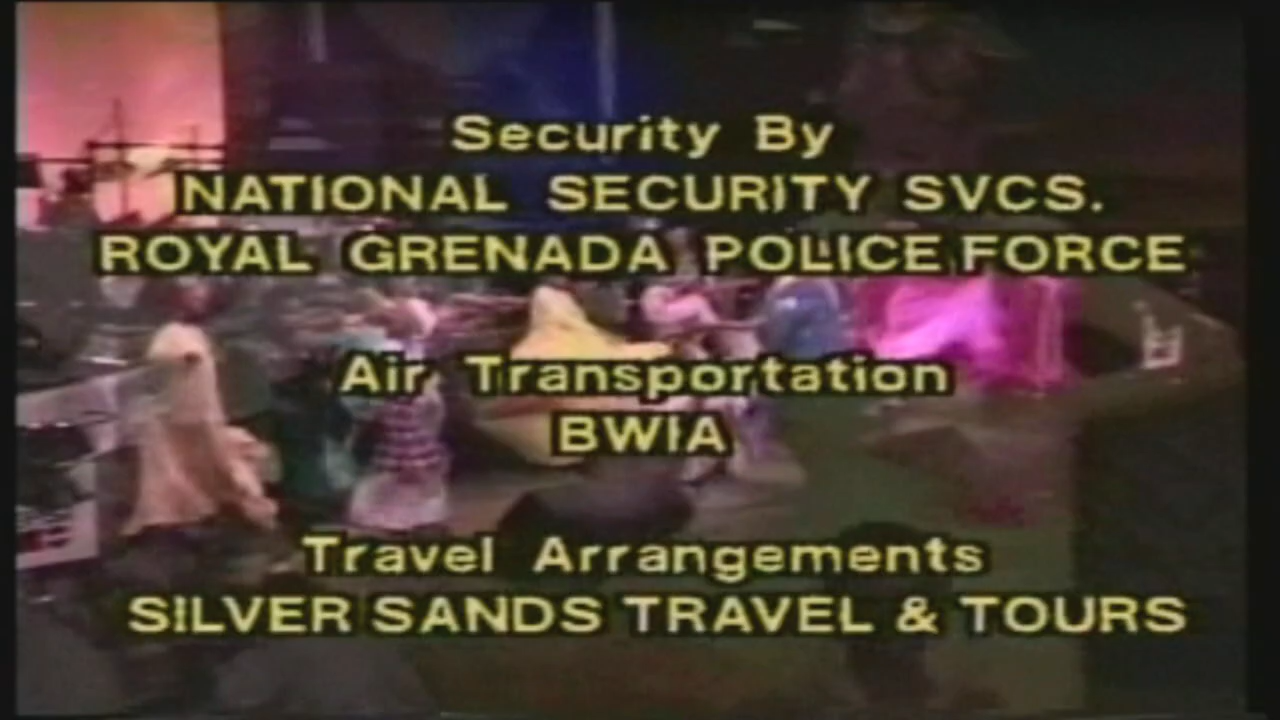 Security By
NATIONAL SECURITY SVCS.
ROYAL GRENADA POLICE FORCE
Air Transportation
BWIA
Travel Arrangements
SILVER SANDS TRAVEL & TOURS